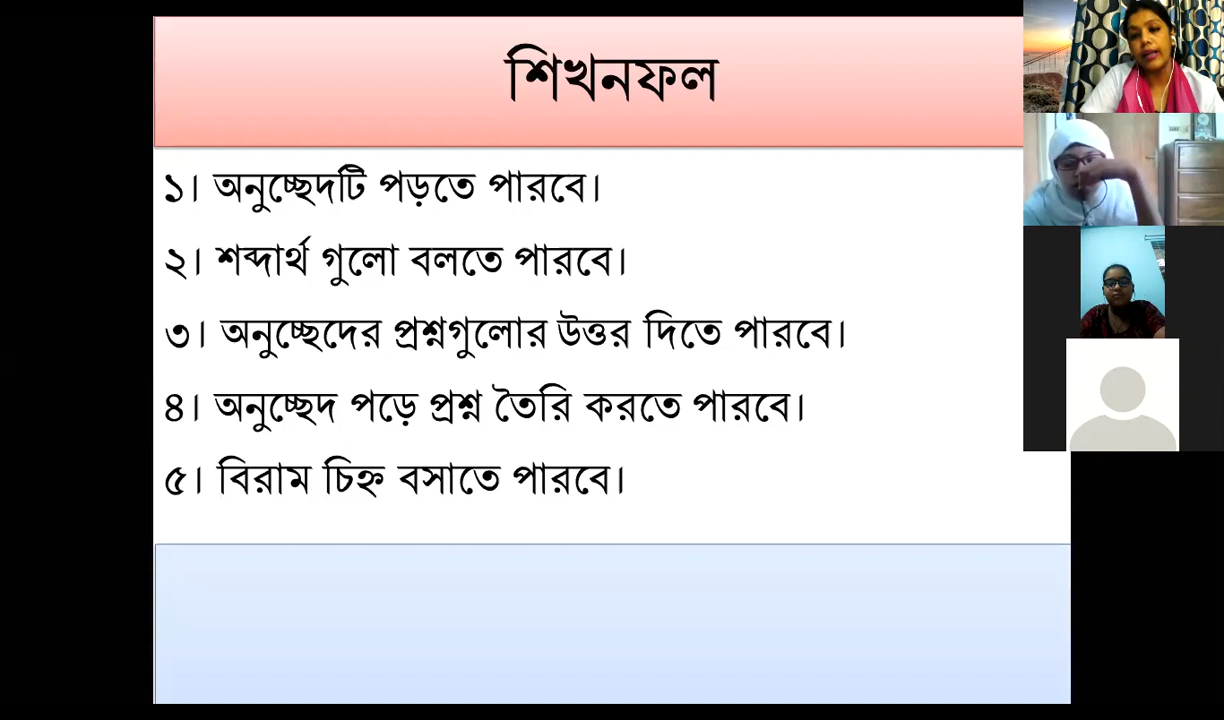 শিখনফল
১। অনুচ্ছেদটি পড়তে পারবে।
২। শব্দার্থ গুলো বলতে পারবে।
৩। অনুচ্ছেদের প্রশ্নগুলোর উত্তর দিতে পারবে।
৪। অনুচ্ছেদ পড়ে প্রশ্ন তৈরি করতে পারবে।
৫। বিরাম চিহ্ন বসাতে পারবে।